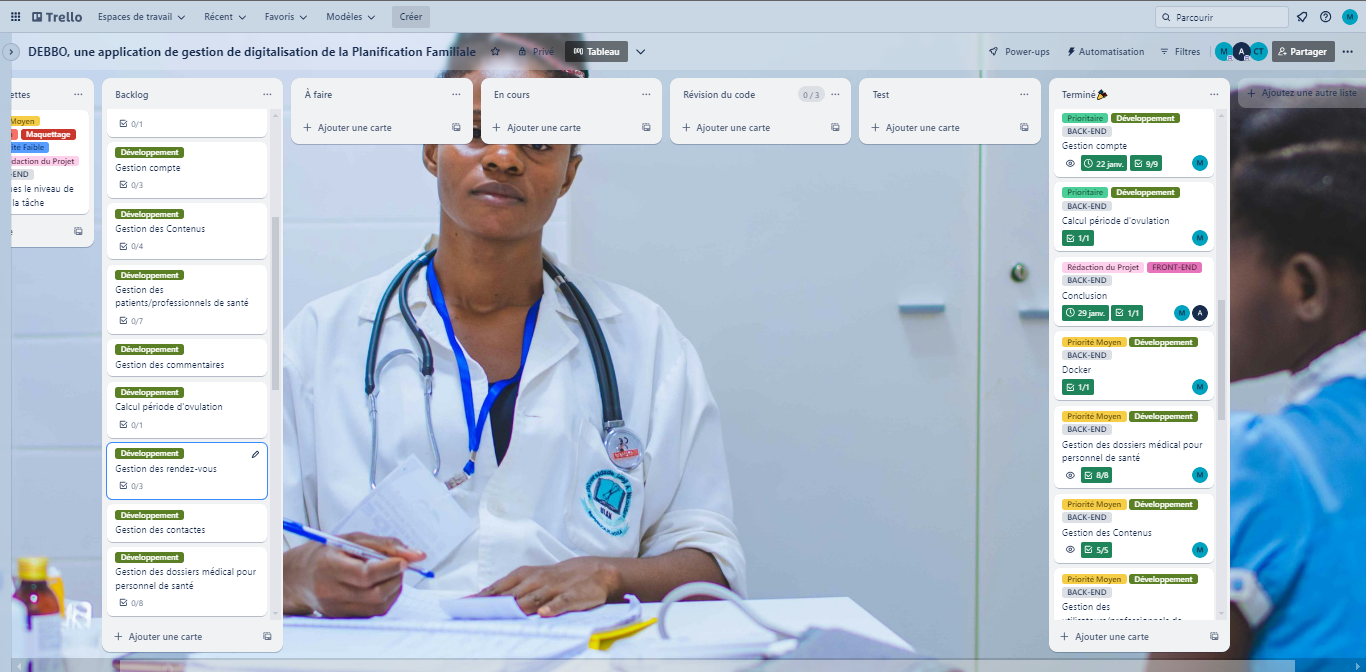 Trello
Espaces de travail
Récent
Favoris
Modèles
Créer
Parcourir
M
DEBBO, une application de gestion de digitalisation de la Planification Familiale
Privé
Tableau
Power-ups
Automatisation
Filtres
M
A
CT
Partager
Moyen
Maquettage
Faible
daction du Projet
-END
le niveau de
la tâche
Backlog
0/1
Développement
Gestion compte
0/3
Développement
Gestion des Contenus
0/4
Développement
Gestion des
patients/professionnels de santé
0/7
Développement
Gestion des commentaires
Développement
Calcul période d'ovulation
0/1
Développement
Gestion des rendez-vous
0/3
Développement
Gestion des contactes
Développement
Gestion des dossiers médical pour
personnel de santé
0/8
Ajouter une carte
À faire
Ajouter une carte
En cours
Ajouter une carte
Révision du code
0 / 3
Ajouter une carte
Test
Ajouter une carte
Terminé
Prioritaire Développement
BACK-END
Gestion compte
22 janv. 9/9
M
Prioritaire Développement
BACK-END
Calcul période d'ovulation
1/1
M
Rédaction du Projet FRONT-END
BACK-END
Conclusion
29 janv. 1/1
M A
Priorité Moyen Développement
BACK-END
Docker
1/1
M
Priorité Moyen Développement
BACK-END
Gestion des dossiers médical pour
personnel de santé
8/8
M
Priorité Moyen Développement
BACK-END
Gestion des Contenus
5/5
M
Priorité Moyen Développement
BACK-END
Gestion des
Ajouter une carte
Ajoutez une autre liste